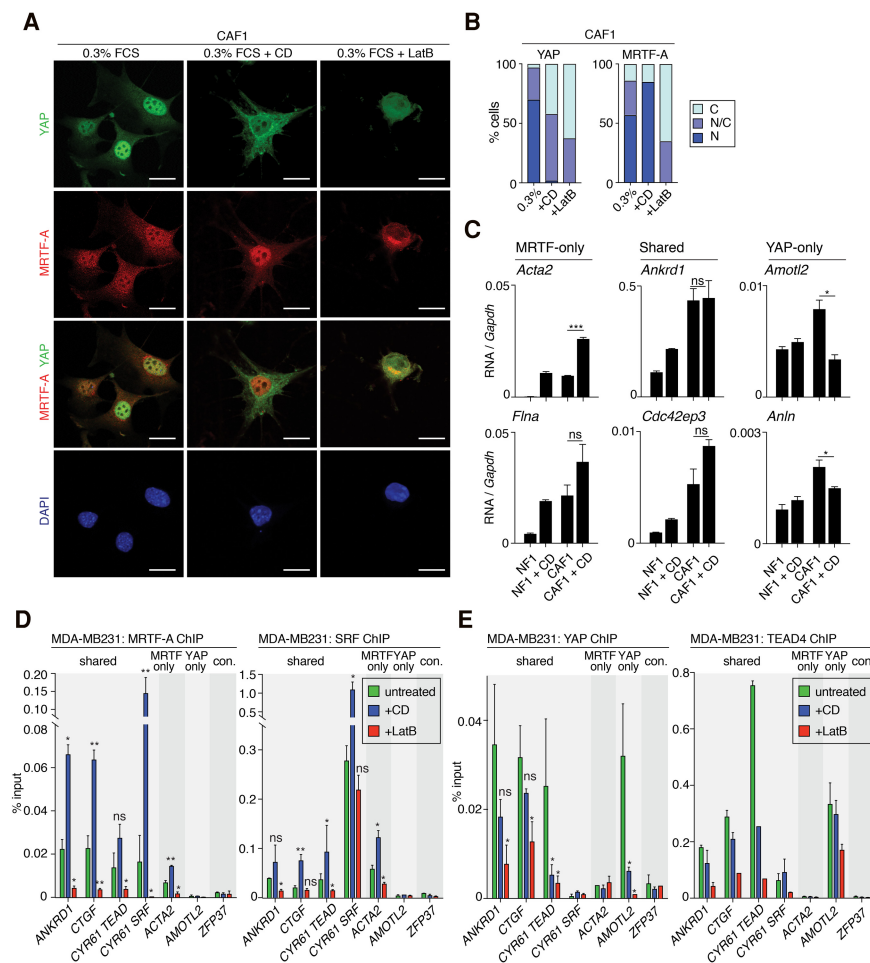 A
CAF1
0.3% FCS
0.3% FCS + CD
0.3% FCS + LatB
YAP
MRTF-A
MRTF-A YAP
DAPI
B
CAF1
YAP
MRTF-A
% cells
100
50
0
100
50
0
0.3%
+CD
+LatB
0.3%
+CD
+LatB
C
N/C
N
C
MRTF-only
Shared
YAP-only
Acta2
Ankrd1
Amotl2
RNA / Gapdh
0.05
0
***
0.5
0
ns
0.01
0
*
Flna
Cdc42ep3
Anln
RNA / Gapdh
0.05
0
ns
0.01
0
ns
0.003
0
*
NF1
NF1 + CD
CAF1
CAF1 + CD
NF1
NF1 + CD
CAF1
CAF1 + CD
NF1
NF1 + CD
CAF1
CAF1 + CD
D
MDA-MB231: MRTF-A ChIP
shared
MRTF only
YAP only
con.
% input
0.20
0.15
0.10
0.08
0.06
0.04
0.02
0
* * ** ** ns * ** ** * 
ANKRD1
CTGF
CYR61 TEAD
CYR61 SRF
ACTA2
AMOTL2
ZFP37
MDA-MB231: SRF ChIP
shared
MRTF only
YAP only
con.
1.5
1.0
0.5
0.3
0.2
0.1
0
untreated
+CD
+LatB
ns * ** ns * * ** ns * *
ANKRD1
CTGF
CYR61 TEAD
CYR61 SRF
ACTA2
AMOTL2
ZFP37
E
MDA-MB231: YAP ChIP
shared
MRTF only
YAP only
con.
% input
0.04
0.02
0
ns * ns * * * * *
ANKRD1
CTGF
CYR61 TEAD
CYR61 SRF
ACTA2
AMOTL2
ZFP37
MDA-MB231: TEAD4 ChIP
shared
MRTF only
YAP only
con.
0.8
0.6
0.4
0.2
0
untreated
+CD
+LatB
ANKRD1
CTGF
CYR61 TEAD
CYR61 SRF
ACTA2
AMOTL2
ZFP37